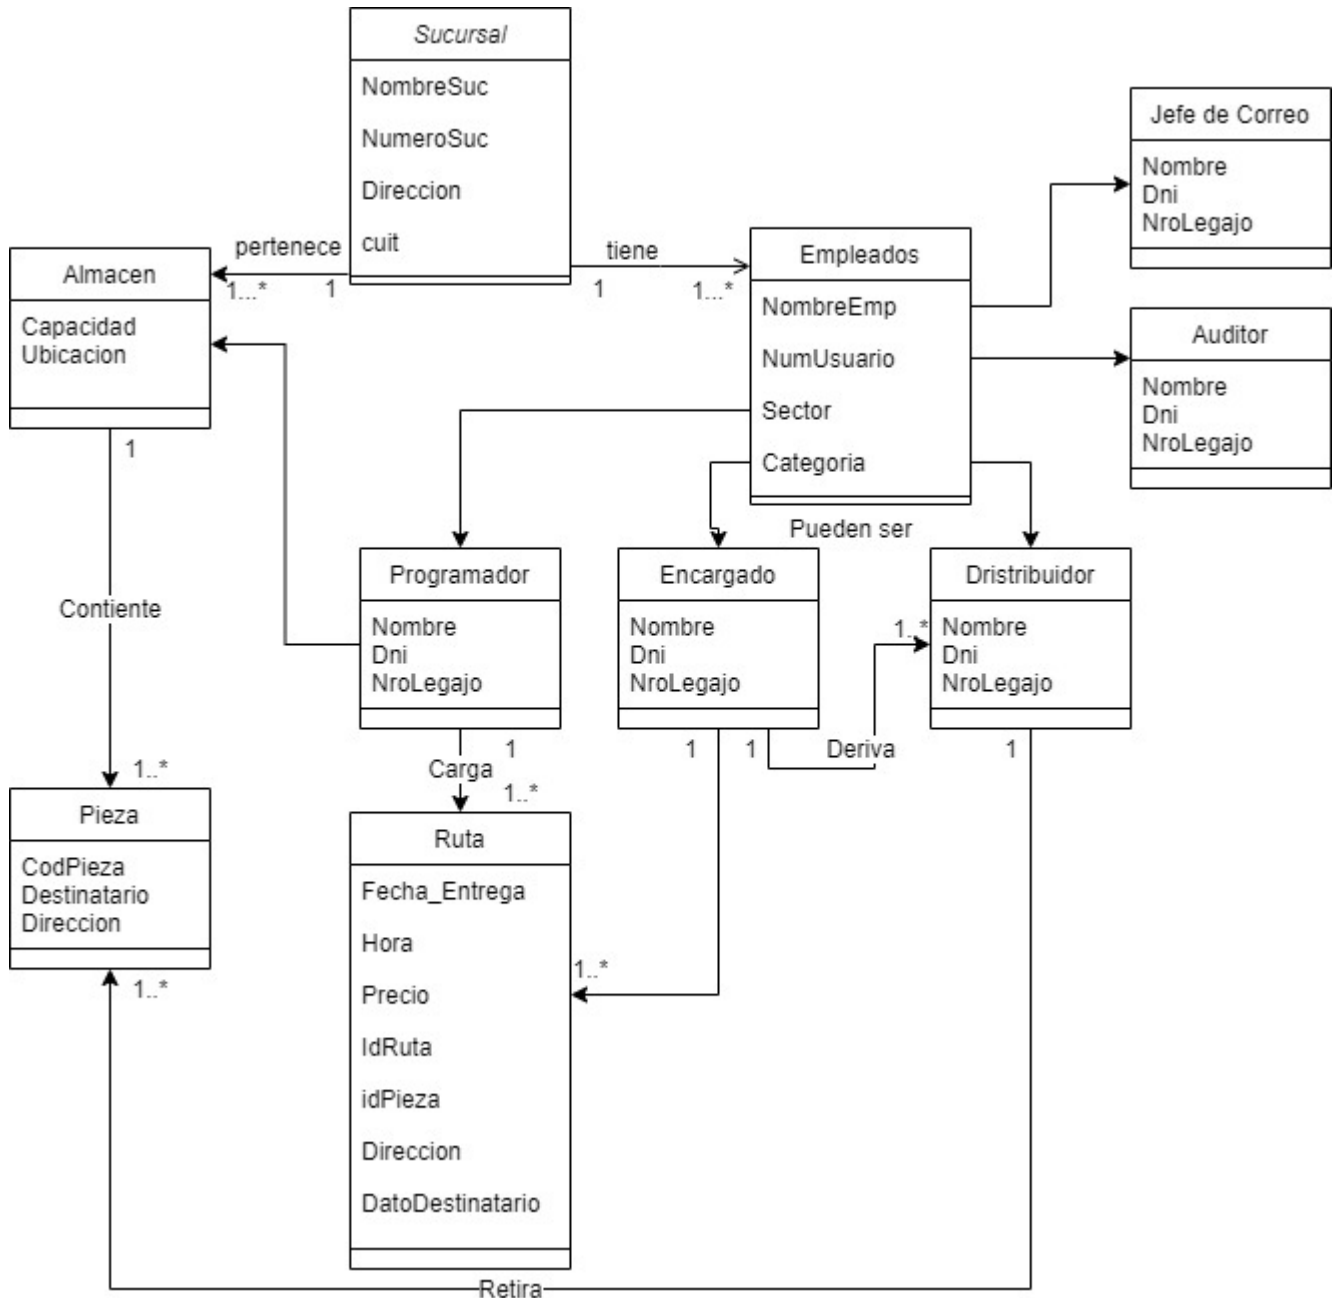 Sucursal
NombreSuc
NumeroSuc
Direccion
cuit
pertenece
1...*
1
tiene
1
1...*
Almacen
Capacidad
Ubicacion
1
Empleados
NombreEmp
NumUsuario
Sector
Categoria
Pueden ser
Jefe de Correo
Nombre
Dni
NroLegajo
Auditor
Nombre
Dni
NroLegajo
Programador
Nombre
Dni
NroLegajo
1
Encargado
Nombre
Dni
NroLegajo
1
1
Deriva
1..*
Dristribuidor
Nombre
Dni
NroLegajo
1
Contiente
1..*
Carga
1..*
Pieza
CodPieza
Destinatario
Direccion
1..*
Ruta
Fecha_Entrega
Hora
Precio
IdRuta
idPieza
Direccion
DatoDestinatario
1..*
Retira